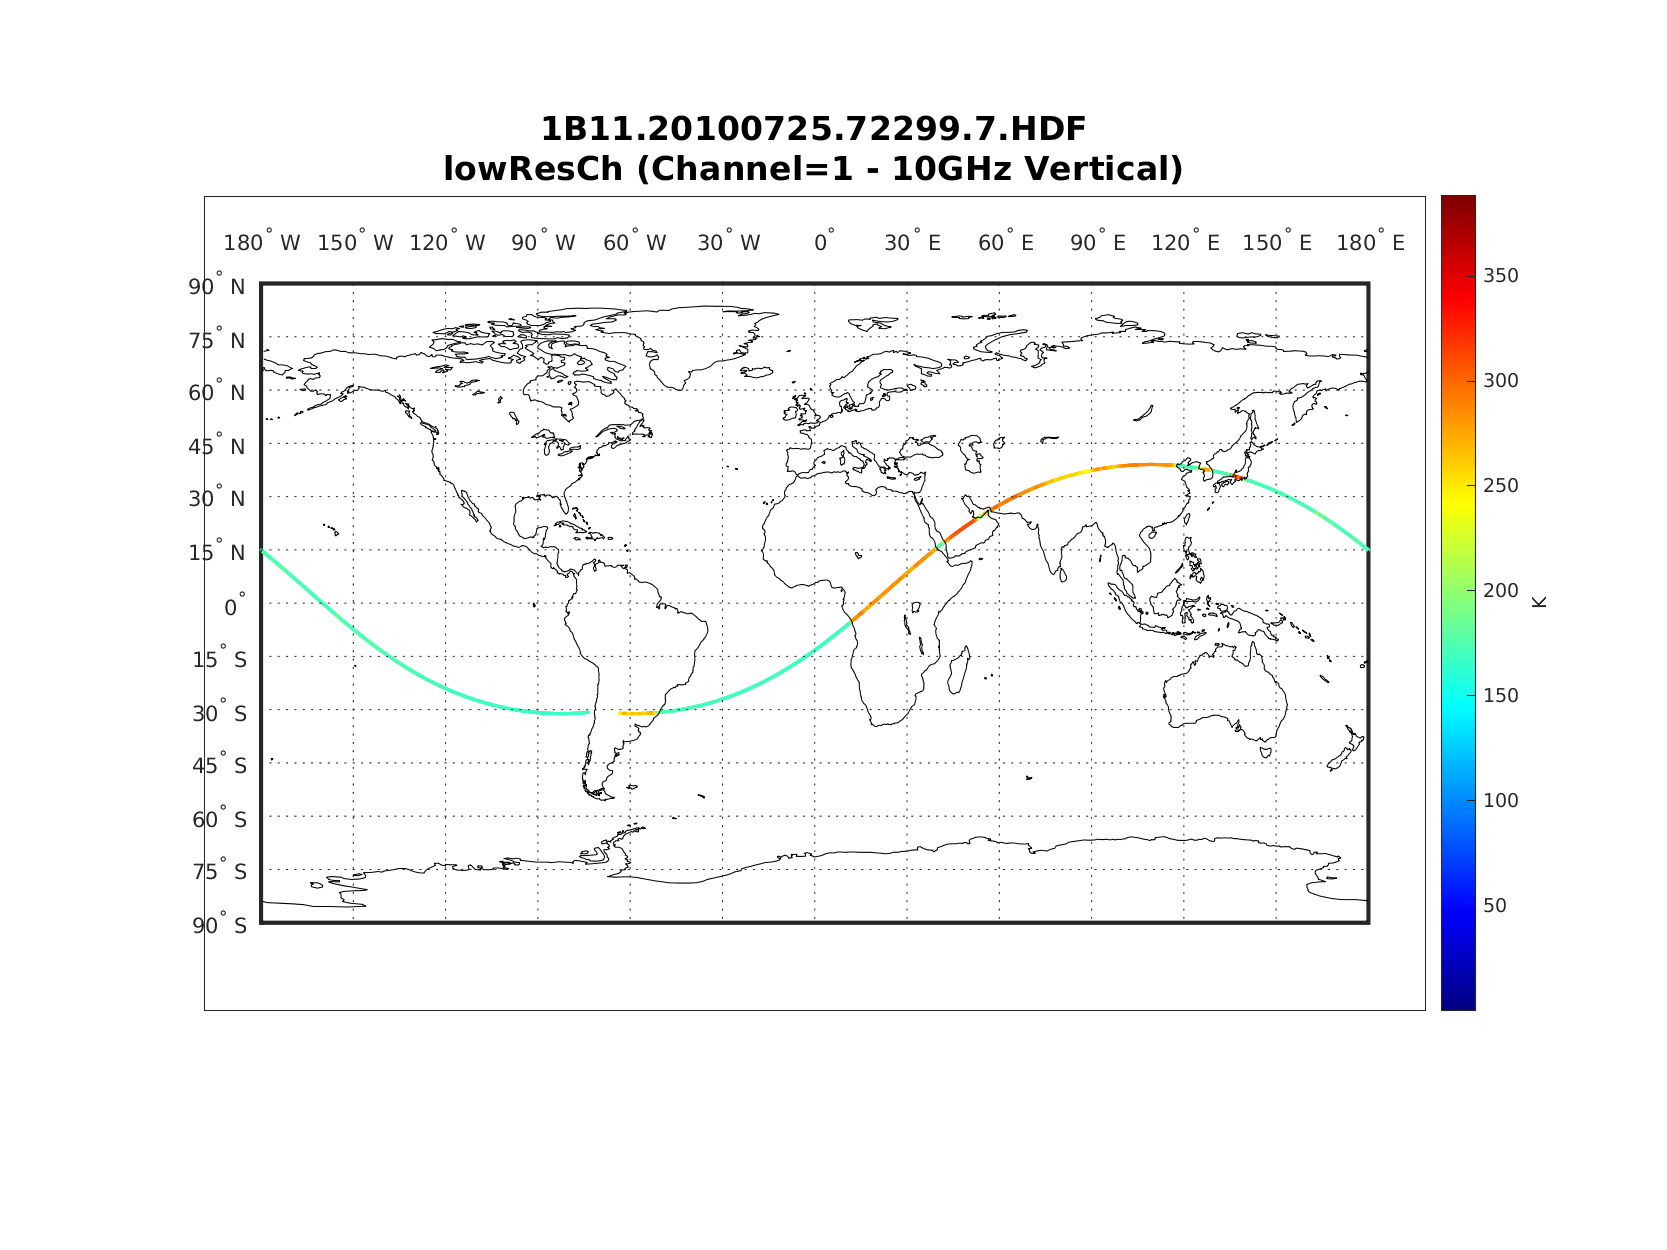 1B11.20100725.72299.7.HDF
lowResCh (Channel=1 - 10GHz Vertical)
180° W 150° W 120° W 90° W 60° W 30° W 0° 30° E 60° E 90° E 120° E 150° E 180° E
90° N
75° N
60° N
45° N
30° N
15° N
0°
15° S
30° S
45° S
60° S
75° S
90° S
350
300
250
200
150
100
50
K